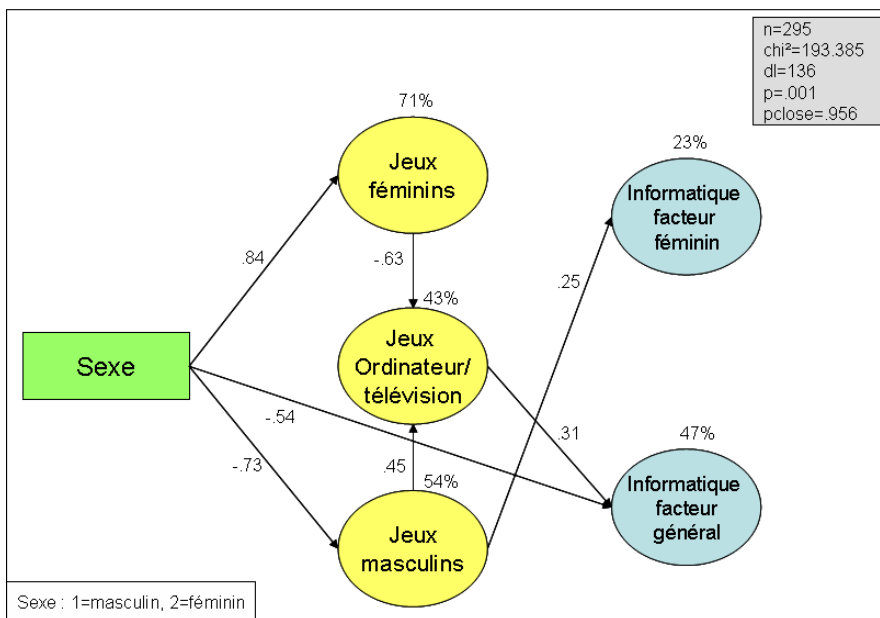 n=295
chi²=193.385
dl=136
p=.001
pclose=.956
71%
Jeux
féminins
23%
Informatique
facteur
féminin
.84
-.63
.25
43%
Jeux
Ordinateur/
télévision
Sexe
-.54
.31
47%
-.73
.45
54%
Informatique
facteur
général
Jeux
masculins
Sexe : 1=masculin, 2=féminin